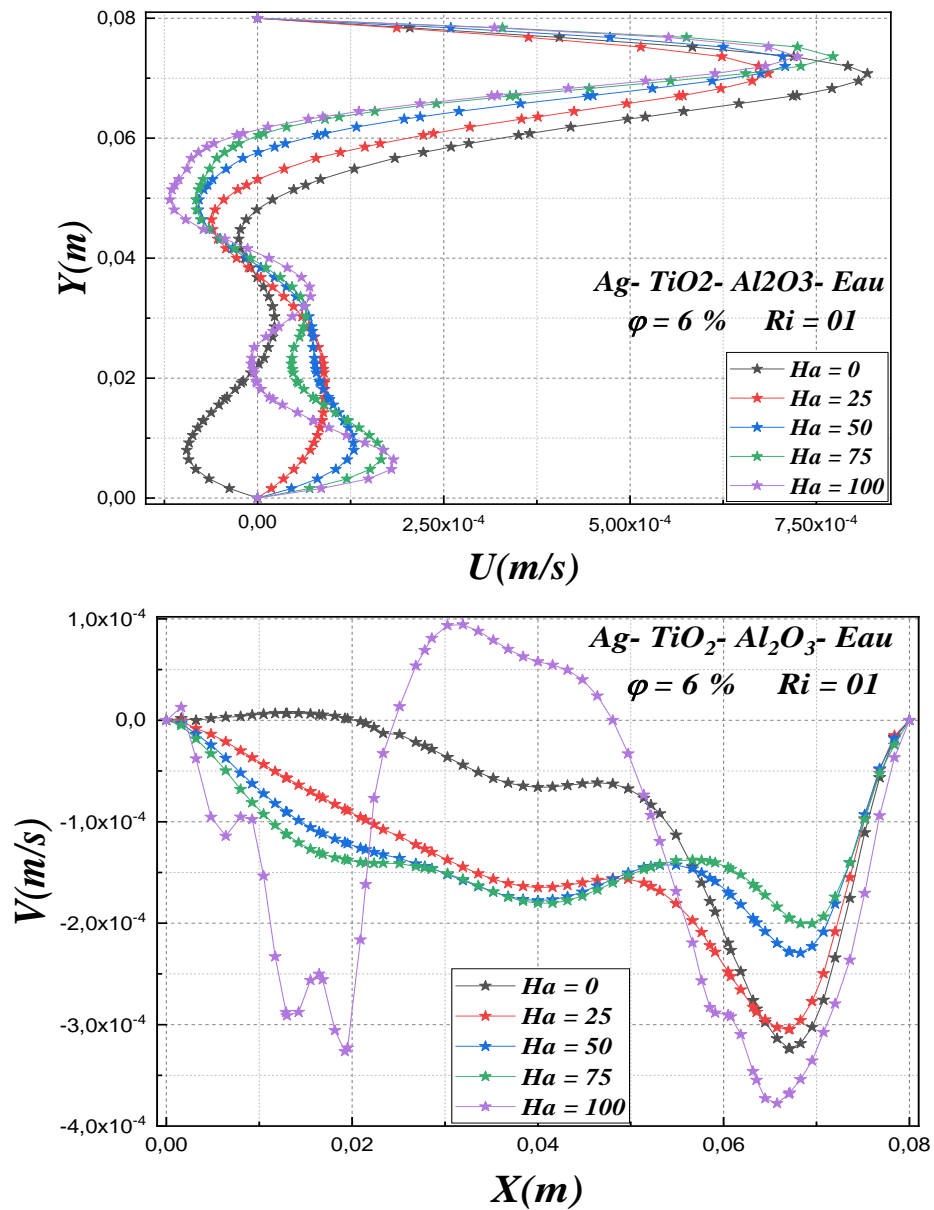 0,08
0,06
0,04
0,02
0,00
Y(m)
Ag- TiO2- Al2O3- Eau
φ = 6 % Ri = 01
Ha = 0
Ha = 25
Ha = 50
Ha = 75
Ha = 100
0,00 2,50x10⁻⁴ 5,00x10⁻⁴ 7,50x10⁻⁴
U(m/s)
1,0x10⁻⁴
0,0
-1,0x10⁻⁴
-2,0x10⁻⁴
-3,0x10⁻⁴
-4,0x10⁻⁴
V(m/s)
Ag- TiO₂- Al₂O₃- Eau
φ = 6 % Ri = 01
Ha = 0
Ha = 25
Ha = 50
Ha = 75
Ha = 100
0,00 0,02 0,04 0,06 0,08
X(m)